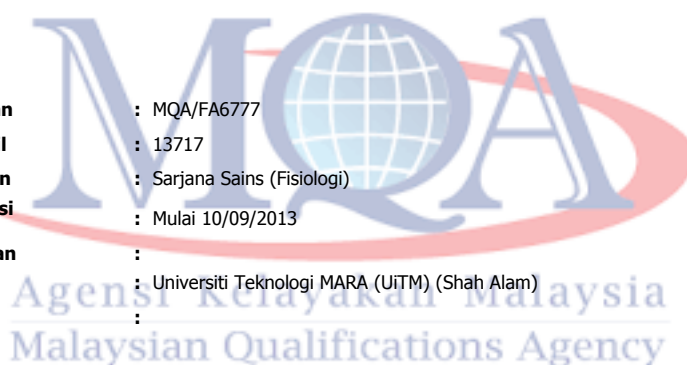 MQA
an : MQA/FA6777
l : 13717
n : Sarjana Sains (Fisiologi)
si : Mulai 10/09/2013
an :
: Universiti Teknologi MARA (UiTM) (Shah Alam)
:
Agensi Kelayakan Malaysia
Malaysian Qualifications Agency